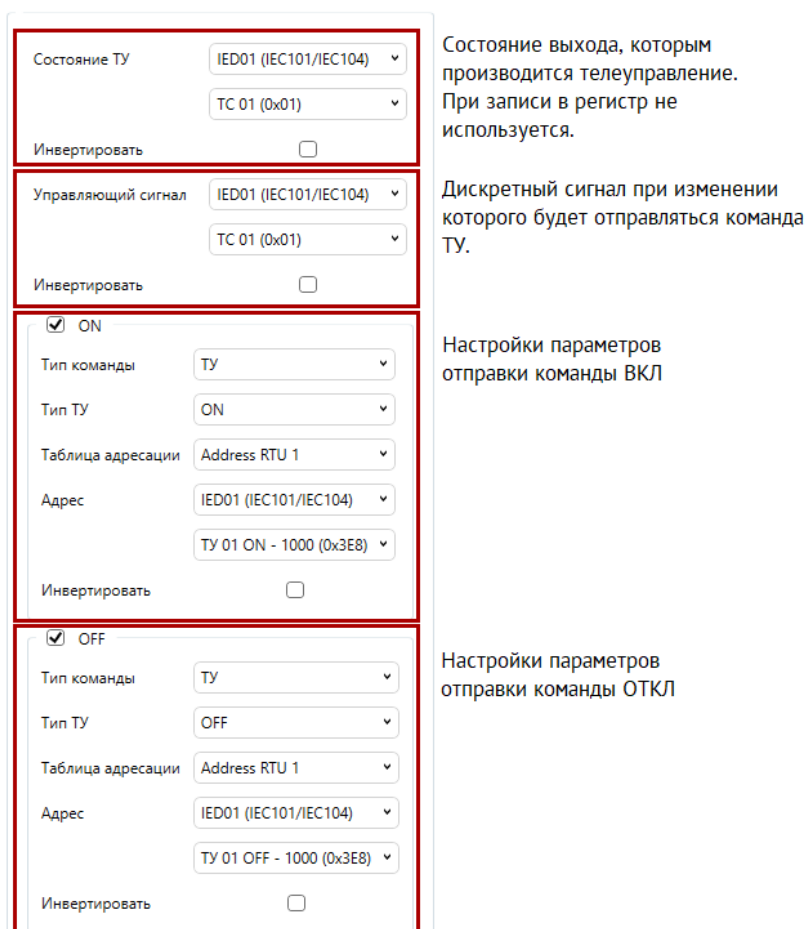 Состояние ТУ
IED01 (IEC101/IEC104)
ТС 01 (0x01)
Инвертировать
Состояние выхода, которым
производится телеуправление.
При записи в регистр не
используется.
Управляющий сигнал
IED01 (IEC101/IEC104)
ТС 01 (0x01)
Инвертировать
Дискретный сигнал при изменении
которого будет отправляться команда
ТУ.
ON
Тип команды
ТУ
Тип ТУ
ON
Таблица адресации
Address RTU 1
Адрес
IED01 (IEC101/IEC104)
ТУ 01 ON - 1000 (0x3E8)
Инвертировать
Настройки параметров
отправки команды ВКЛ
OFF
Тип команды
ТУ
Тип ТУ
OFF
Таблица адресации
Address RTU 1
Адрес
IED01 (IEC101/IEC104)
ТУ 01 OFF - 1000 (0x3E8)
Инвертировать
Настройки параметров
отправки команды ОТКЛ